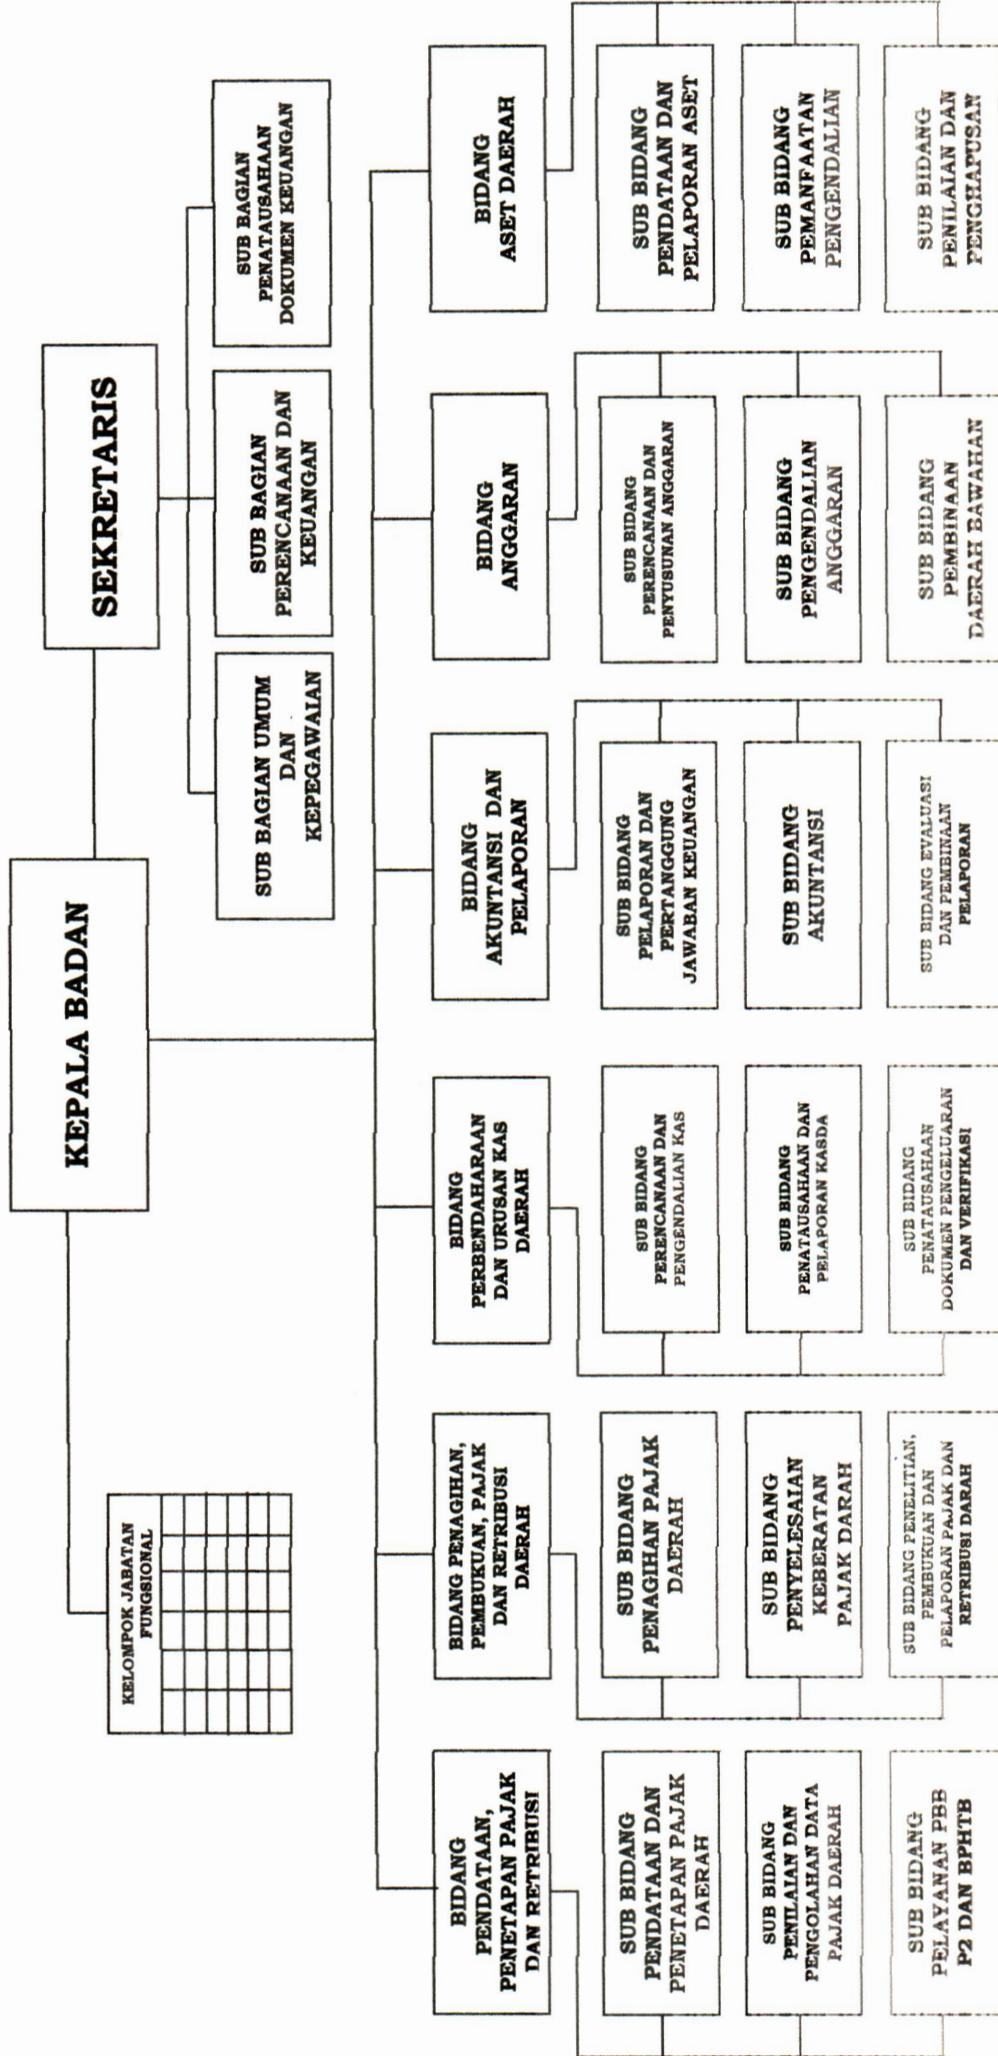 KEPALA BADAN
SEKRETARIS
KELOMPOK JABATAN
FUNGSIONAL
SUB BAGIAN UMUM
DAN
KEPEGAWAIAN
SUB BAGIAN
PERENCANAAN DAN
KEUANGAN
SUB BAGIAN
PENATAUSAHAAN
DOKUMEN KEUANGAN
BIDANG
PENDATAAN,
PENETAPAN PAJAK
DAN RETRIBUSI
BIDANG PENAGIHAN,
PEMBUKUAN, PAJAK
DAN RETRIBUSI
DAERAH
BIDANG
PERBENDAHARAAN
DAN URUSAN KAS
DAERAH
BIDANG
AKUNTANSI DAN
PELAPORAN
BIDANG
ANGGARAN
BIDANG
ASET DAERAH
SUB BIDANG
PENDATAAN DAN
PENETAPAN PAJAK
DAERAH
SUB BIDANG
PENAGIHAN PAJAK
DAERAH
SUB BIDANG
PERENCANAAN DAN
PENGENDALIAN KAS
SUB BIDANG
PELAPORAN DAN
PERTANGGUNG
JAWABAN KEUANGAN
SUB BIDANG
PERENCANAAN DAN
PENYUSUNAN ANGGARAN
SUB BIDANG
PENDATAAN DAN
PELAPORAN ASET
SUB BIDANG
PENILAIAN DAN
PENGOLAHAN DATA
PAJAK DAERAH
SUB BIDANG
PENYELESAIAN
KEBERATAN
PAJAK DARAH
SUB BIDANG
PENATAUSAHAAN DAN
PELAPORAN KASDA
SUB BIDANG
AKUNTANSI
SUB BIDANG
PENGENDALIAN
ANGGARAN
SUB BIDANG
PEMANFAATAN
PENGENDALIAN
SUB BIDANG
PELAYANAN PBB
P2 DAN BPHTB
SUB BIDANG PENELITIAN,
PEMBUKUAN DAN
PELAPORAN PAJAK DAN
RETRIBUSI DARAH
SUB BIDANG
PENATAUSAHAAN
DOKUMEN PENGELUARAN
DAN VERIFIKASI
SUB BIDANG EVALUASI
DAN PEMBINAAN
PELAPORAN
SUB BIDANG
PEMBINAAN
DAERAH BAWAHAN
SUB BIDANG
PENILAIAN DAN
PENGHAPUSAN